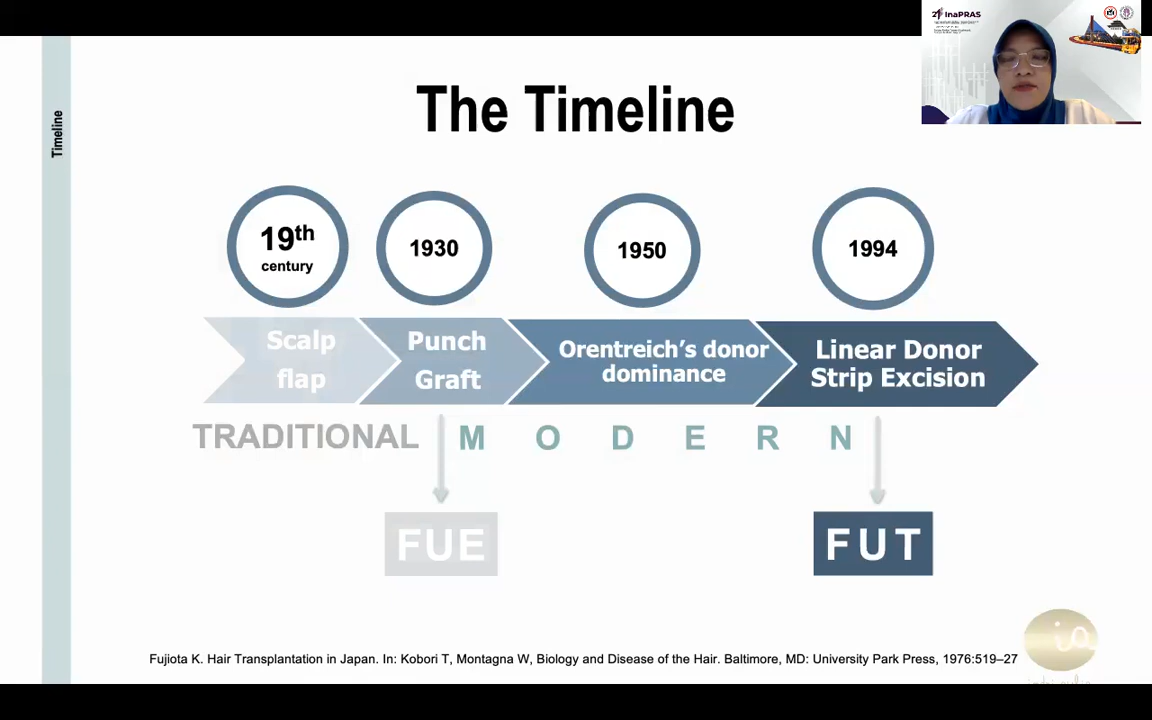 InaPRAS
Timeline
The Timeline
19th
century
1930
1950
1994
Scalp
flap
Punch
Graft
Orentreich's donor
dominance
Linear Donor
Strip Excision
TRADITIONAL
M O D E R N
FUE
FUT
Fujiota K. Hair Transplantation in Japan. In: Kobori T, Montagna W, Biology and Disease of the Hair. Baltimore, MD: University Park Press, 1976:519–27